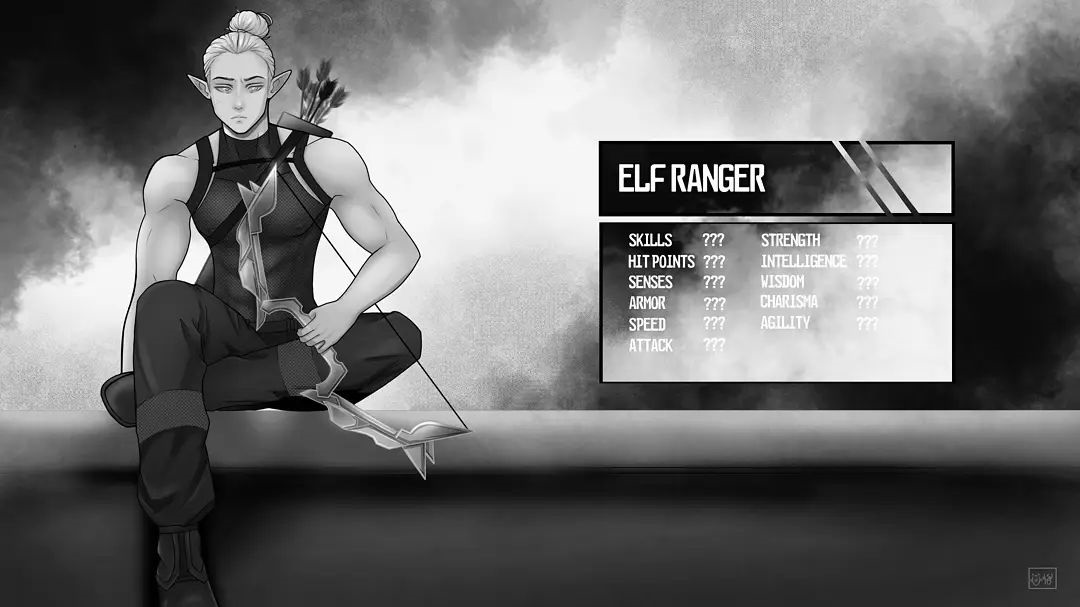 ELF RANGER
SKILLS ??? STRENGTH ???
HIT POINTS ??? INTELLIGENCE ???
SENSES ??? WISDOM ???
ARMOR ??? CHARISMA ???
SPEED ??? AGILITY ???
ATTACK ???